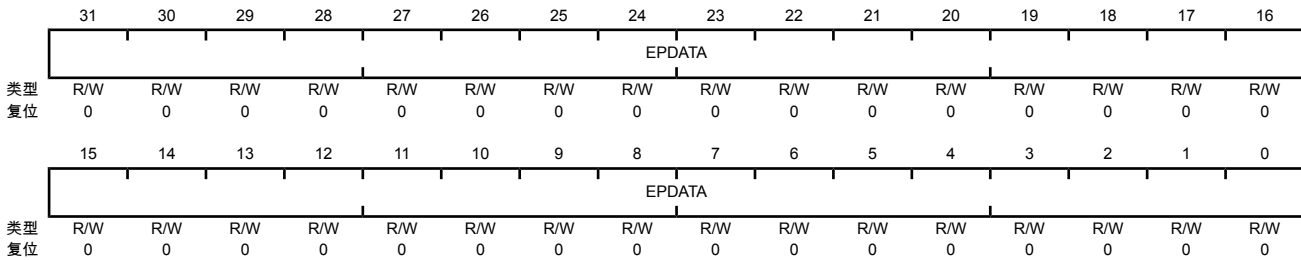 31 30 29 28 27 26 25 24 23 22 21 20 19 18 17 16
EPDATA
类型 R/W R/W R/W R/W R/W R/W R/W R/W R/W R/W R/W R/W R/W R/W R/W R/W
复位 0 0 0 0 0 0 0 0 0 0 0 0 0 0 0 0
15 14 13 12 11 10 9 8 7 6 5 4 3 2 1 0
EPDATA
类型 R/W R/W R/W R/W R/W R/W R/W R/W R/W R/W R/W R/W R/W R/W R/W R/W
复位 0 0 0 0 0 0 0 0 0 0 0 0 0 0 0 0